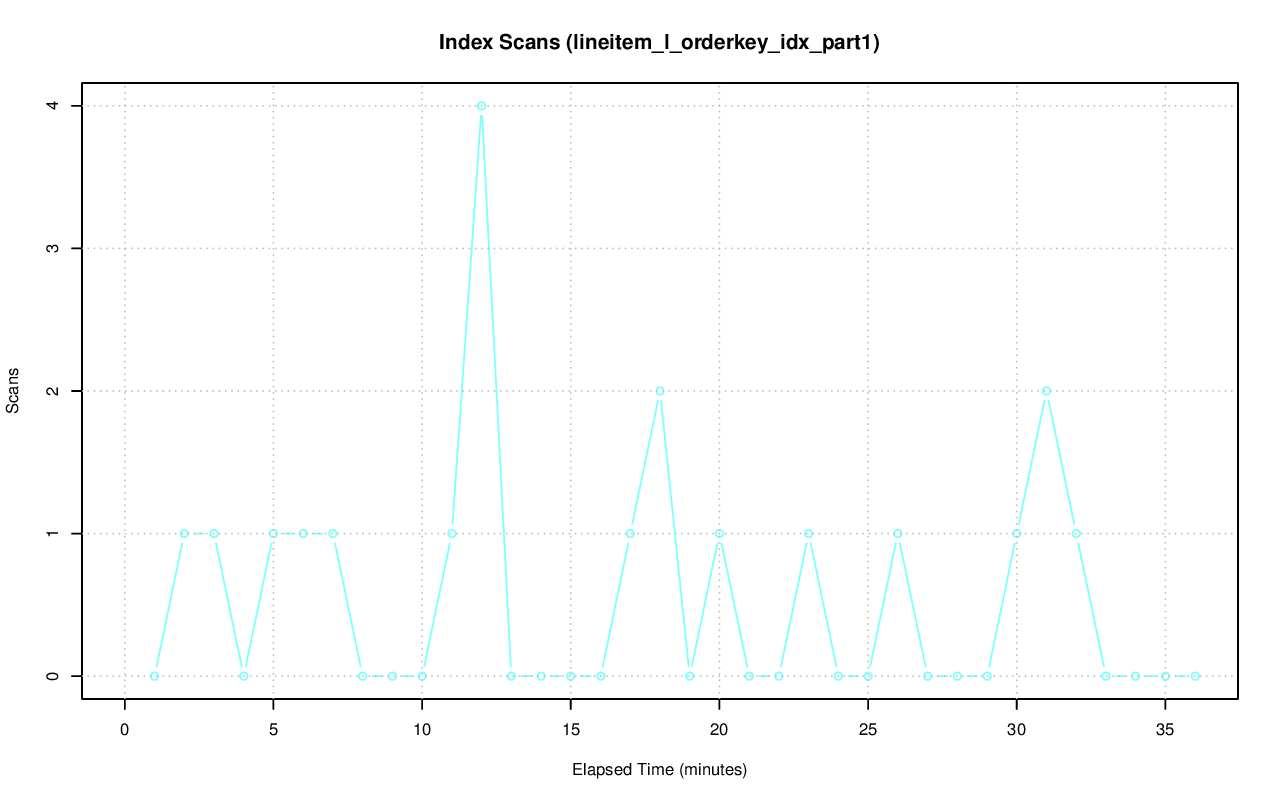 Index Scans (lineitem_l_orderkey_idx_part1)
4
3
2
1
0
Scans
0 5 10 15 20 25 30 35
Elapsed Time (minutes)